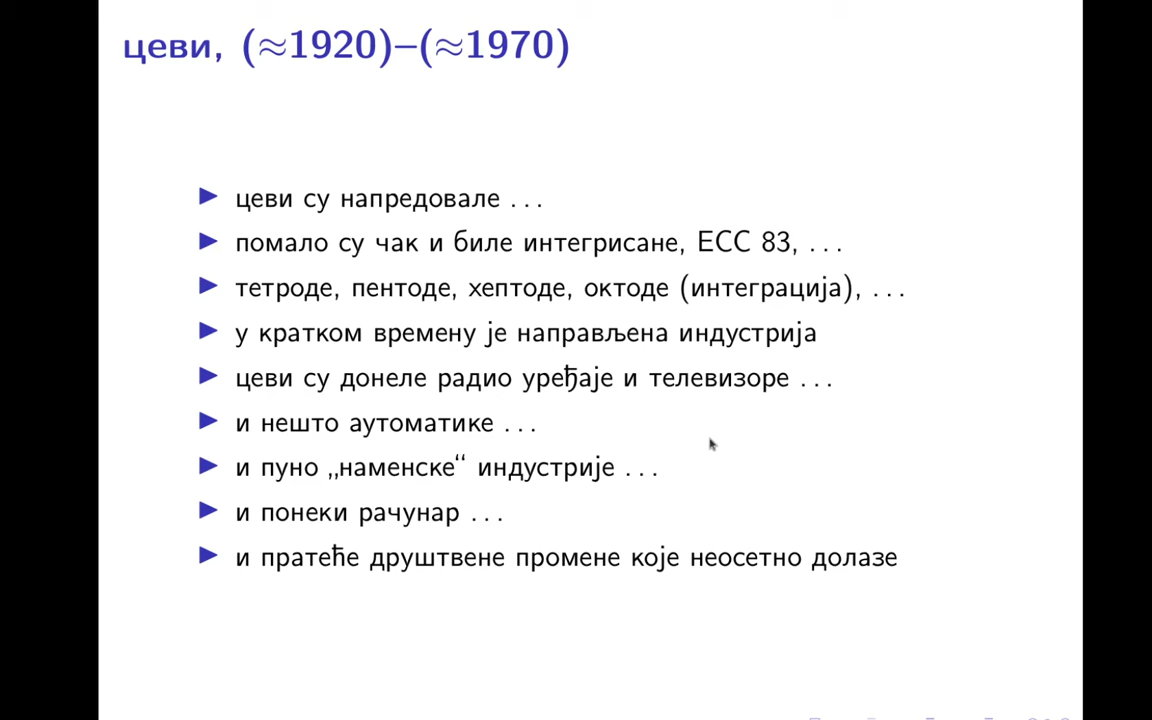 цеви, (≈1920)–(≈1970)
цеви су напредовале ...
помало су чак и биле интегрисане, ECC 83, ...
тетроде, пентоде, хептоде, октоде (интеграција), ...
у кратком времену је направљена индустрија
цеви су донеле радио уређаје и телевизоре ...
и нешто аутоматике ...
и пуно „наменске“ индустрије ...
и понеки рачунар ...
и пратеће друштвене промене које неосетно долазе